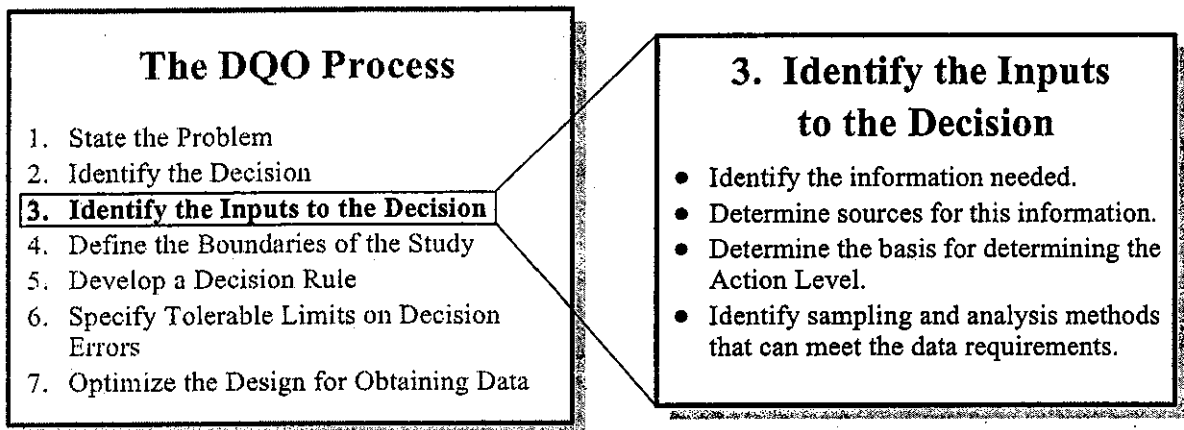 The DQO Process
1. State the Problem
2. Identify the Decision
3. Identify the Inputs to the Decision
4. Define the Boundaries of the Study
5. Develop a Decision Rule
6. Specify Tolerable Limits on Decision
Errors
7. Optimize the Design for Obtaining Data
3. Identify the Inputs
to the Decision
● Identify the information needed.
● Determine sources for this information.
● Determine the basis for determining the
Action Level.
● Identify sampling and analysis methods
that can meet the data requirements.